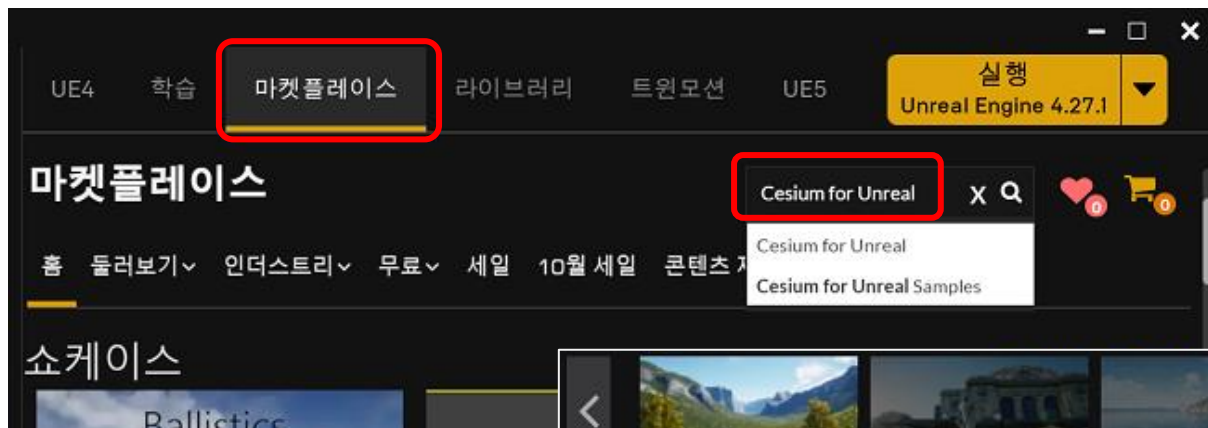 UE4 학습 마켓플레이스 라이브러리 트윈모션 UE5 실행
Unreal Engine 4.27.1
마켓플레이스
Cesium for Unreal X
0 0
홈 둘러보기 인더스트리 무료 세일 10월 세일 콘텐츠
Cesium for Unreal
Cesium for Unreal Samples
쇼케이스
Ballistics